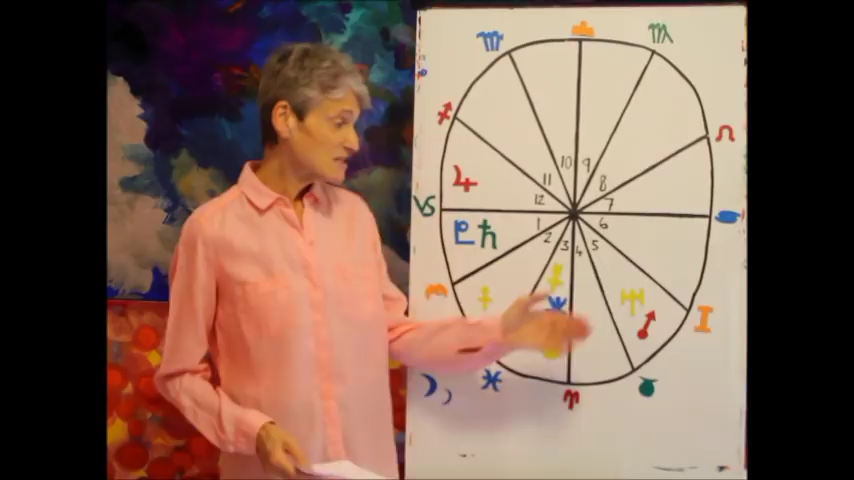 ♍ ♎ ♏
♐ ♌
10 9
11 8
♃ 12 7
♑ ♋
♇ ♄ 1 6
2 3 4 5
♒ ♊
♂
☽ ♓ ♈ ♉